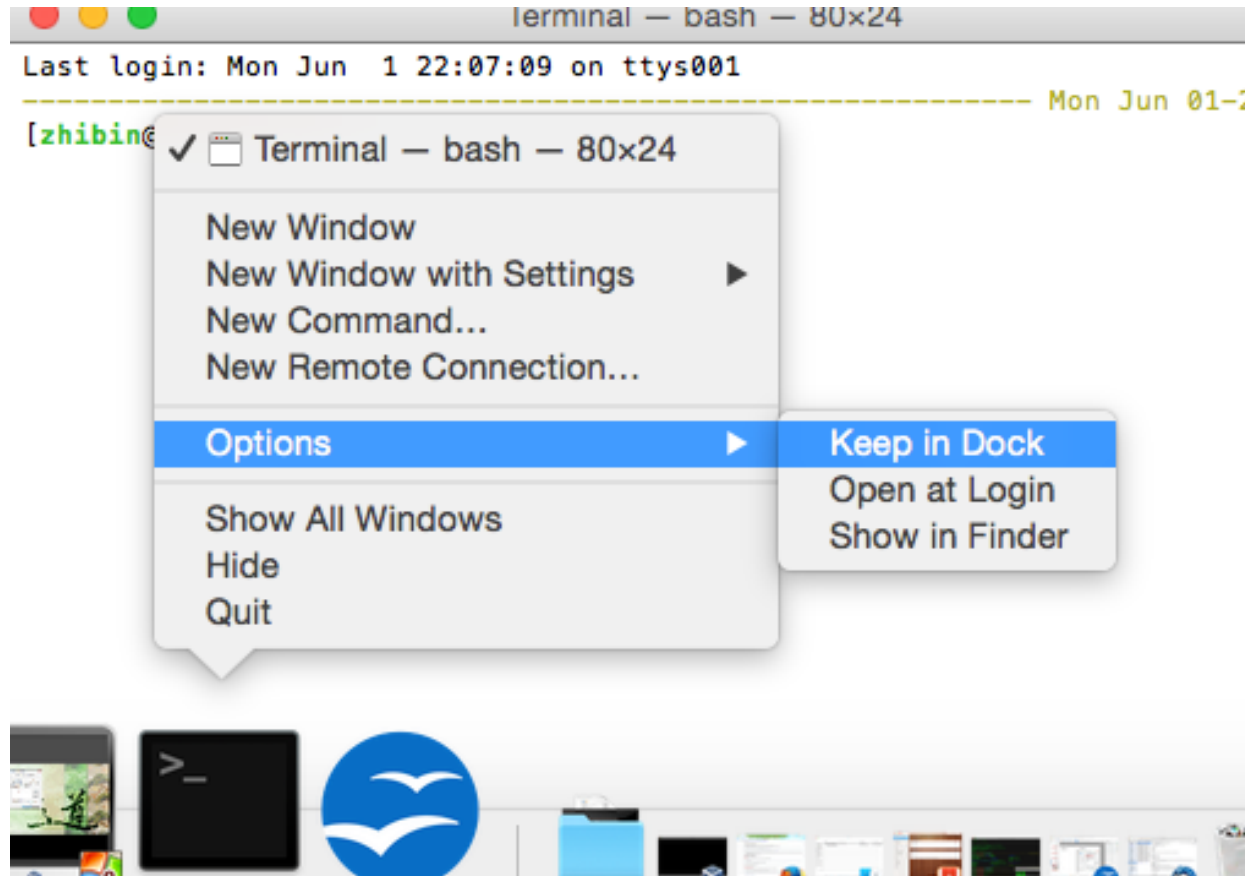 Terminal — bash — 80×24
Last login: Mon Jun  1 22:07:09 on ttys001
----------------------------------------------------------- Mon Jun 01-2
[zhibin@
✓ Terminal — bash — 80×24
New Window
New Window with Settings
New Command...
New Remote Connection...
Options
Keep in Dock
Open at Login
Show in Finder
Show All Windows
Hide
Quit
>_
道